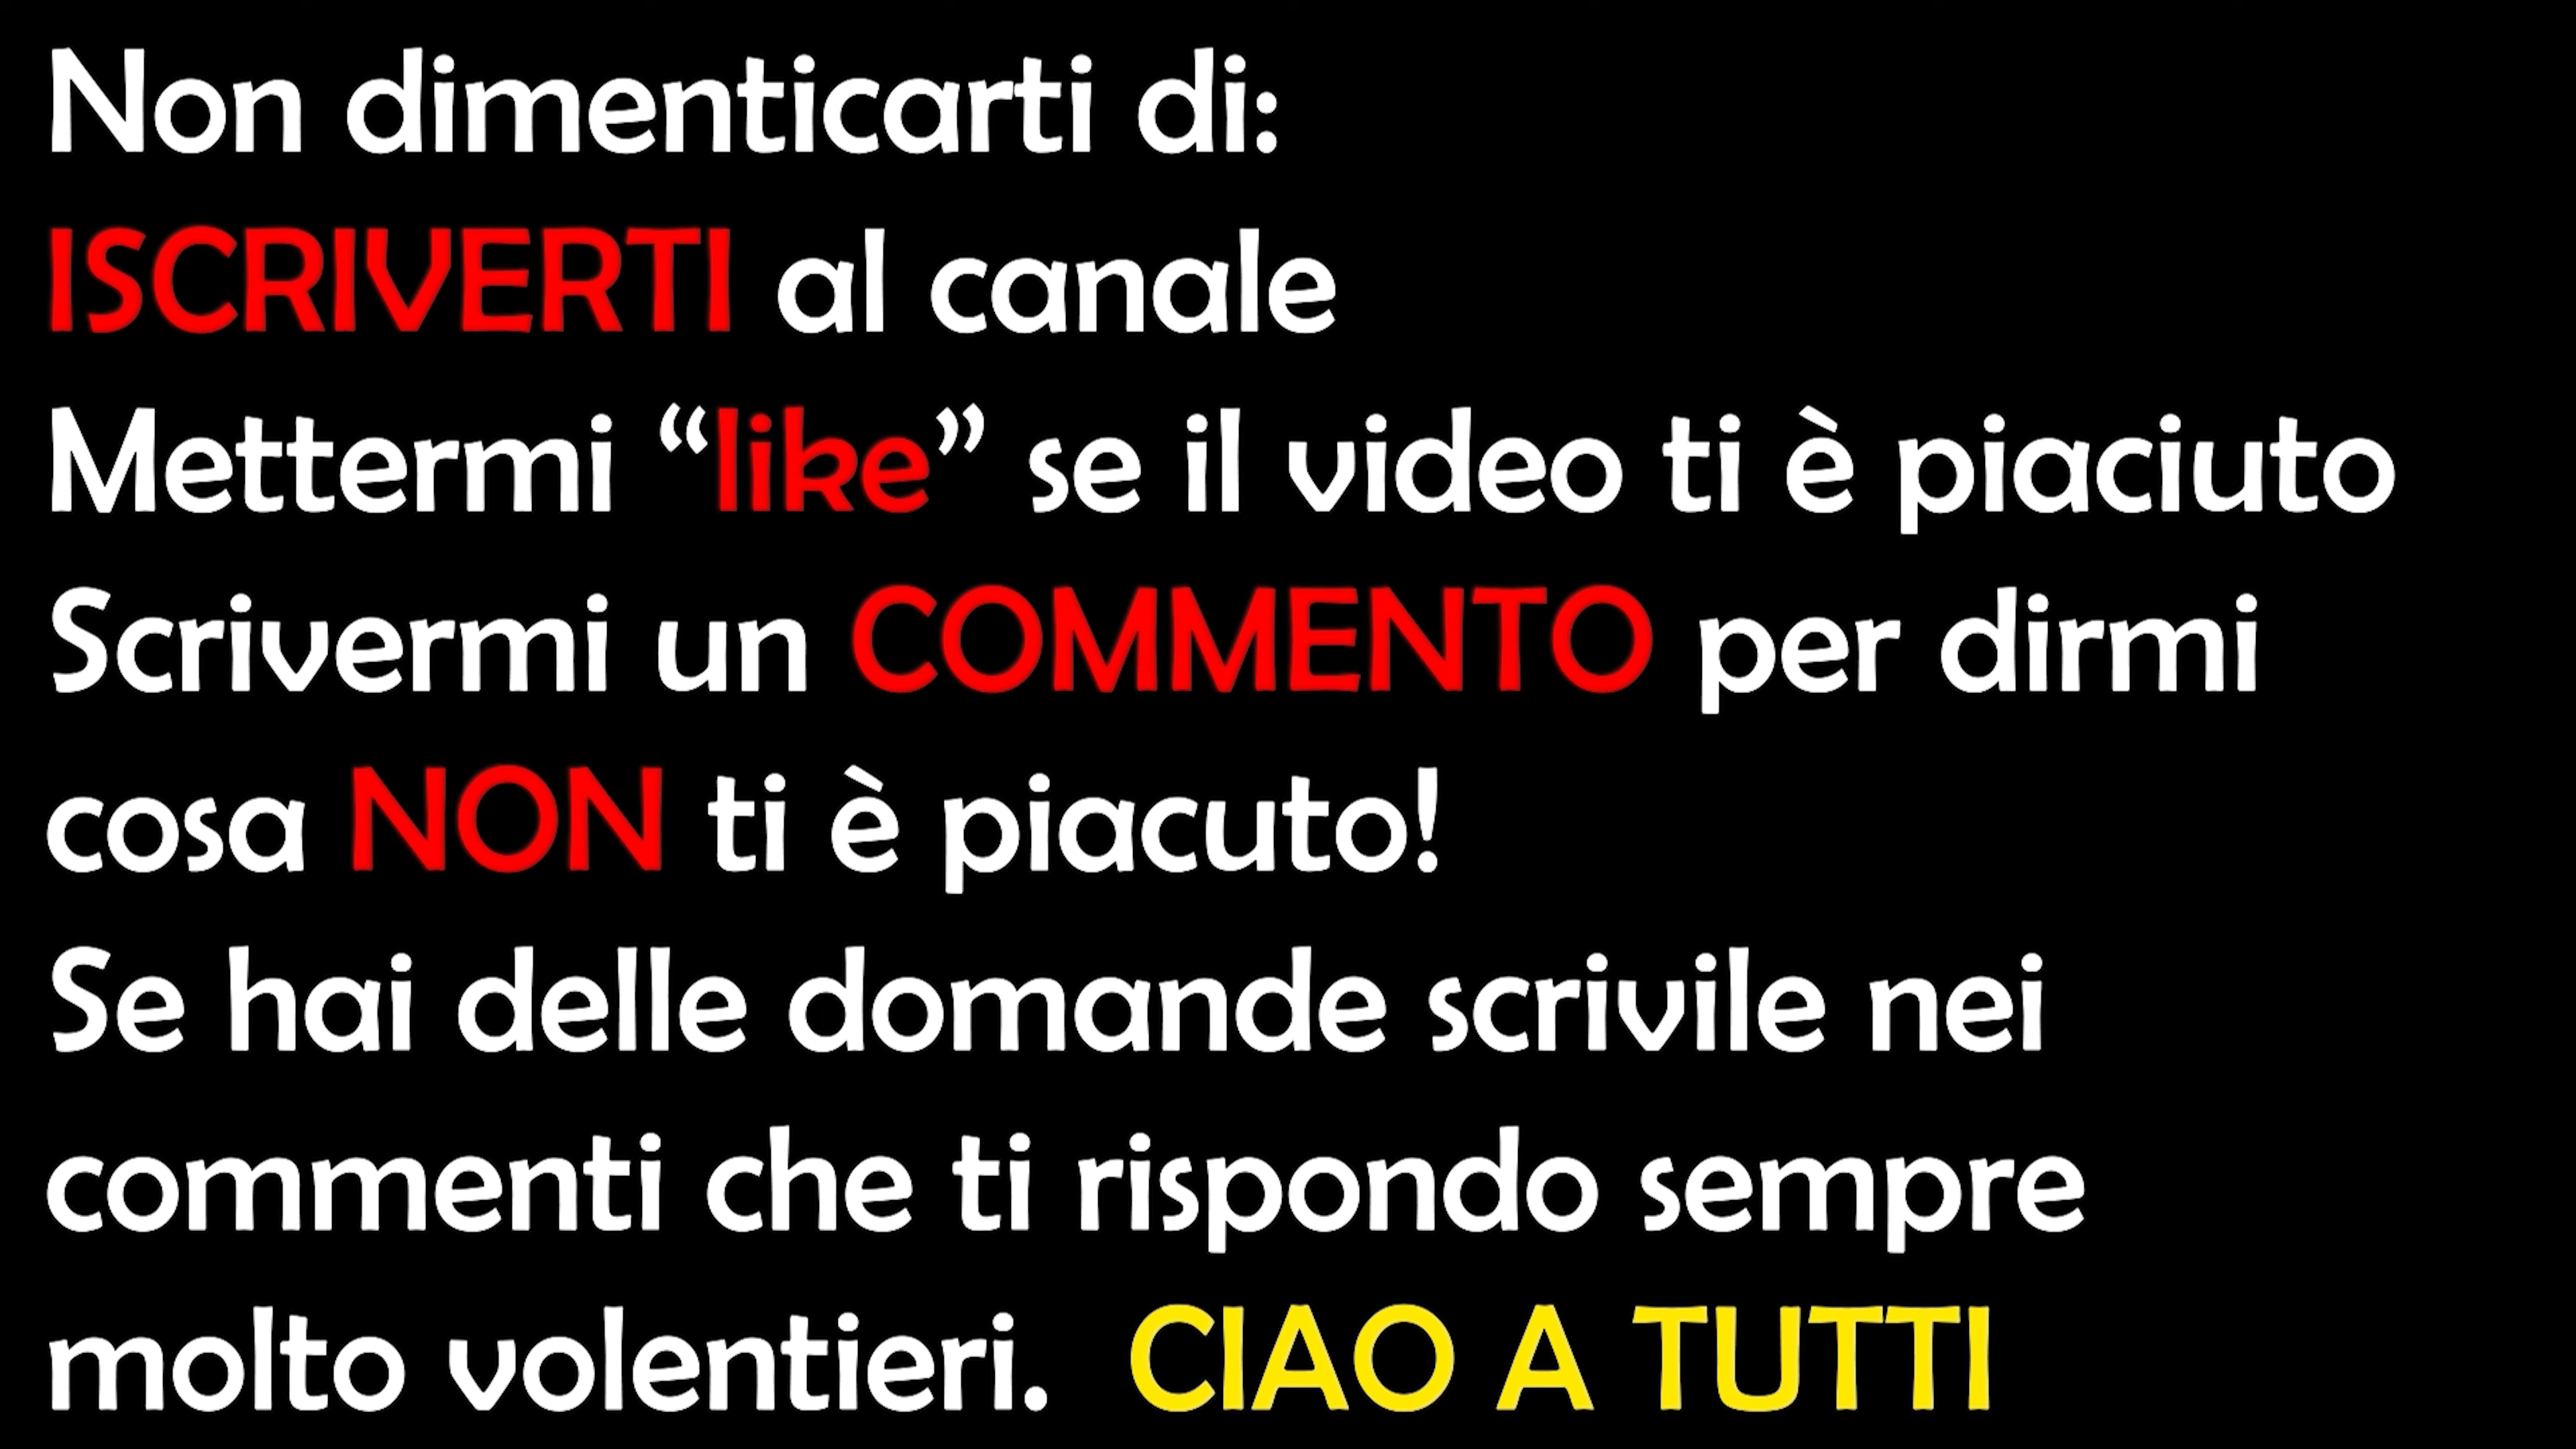 Non dimenticarti di:
ISCRIVERTI al canale
Mettermi “like” se il video ti è piaciuto
Scrivermi un COMMENTO per dirmi
cosa NON ti è piacuto!
Se hai delle domande scrivile nei
commenti che ti rispondo sempre
molto volentieri.  CIAO A TUTTI